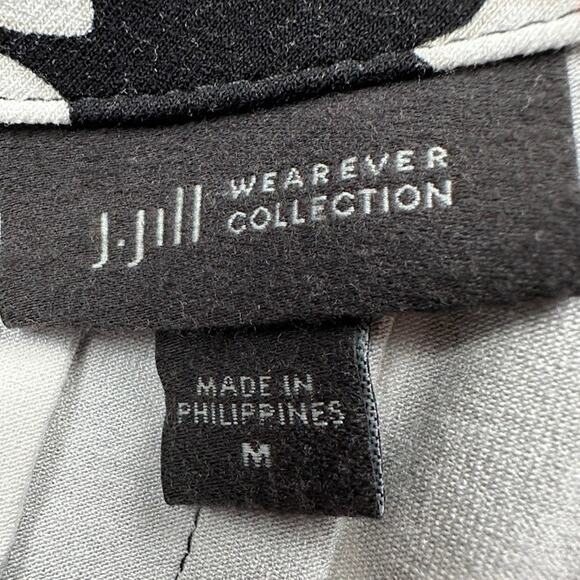 J.Jill WEAREVER
COLLECTION
MADE IN
PHILIPPINES
M